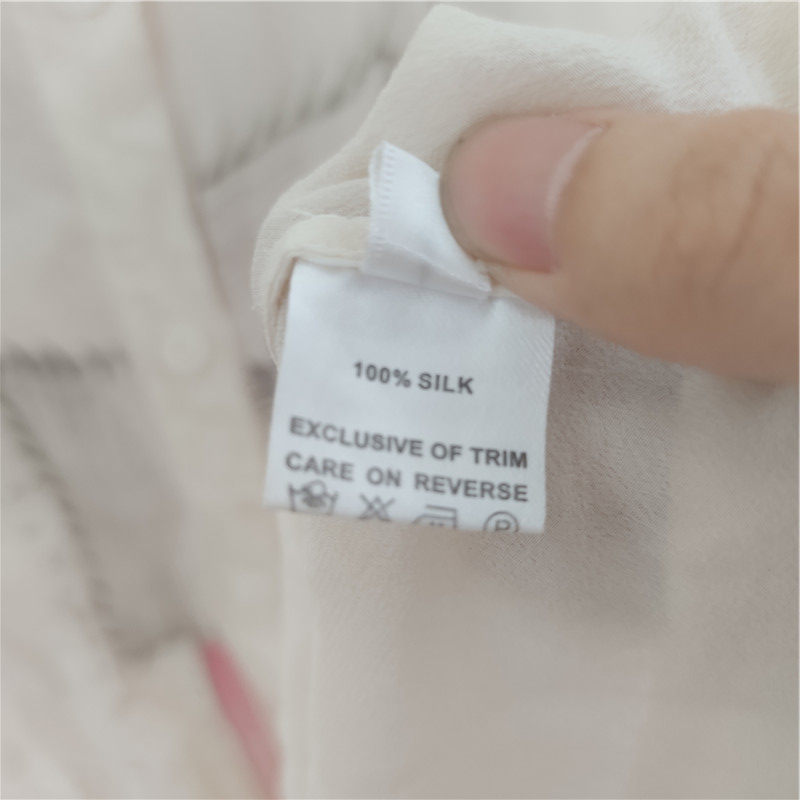 100% SILK
EXCLUSIVE OF TRIM
CARE ON REVERSE
P